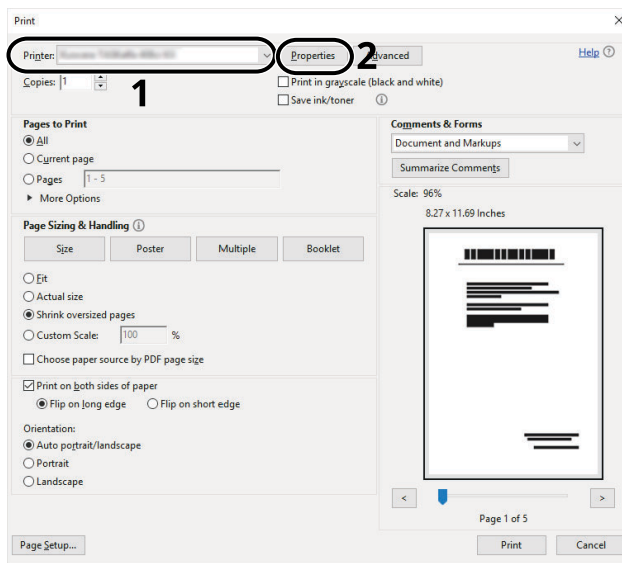 Print
Printer: Properties 2 Advanced Help
1
Copies: 1 Print in grayscale (black and white)
Save ink/toner
Pages to Print
All
Current page
Pages 1 - 5
More Options
Page Sizing & Handling
Size Poster Multiple Booklet
Fit
Actual size
Shrink oversized pages
Custom Scale: 100 %
Choose paper source by PDF page size
Print on both sides of paper
Flip on long edge Flip on short edge
Orientation:
Auto portrait/landscape
Portrait
Landscape
Comments & Forms
Document and Markups
Summarize Comments
Scale: 96%
8.27 x 11.69 Inches
< >
Page 1 of 5
Page Setup... Print Cancel